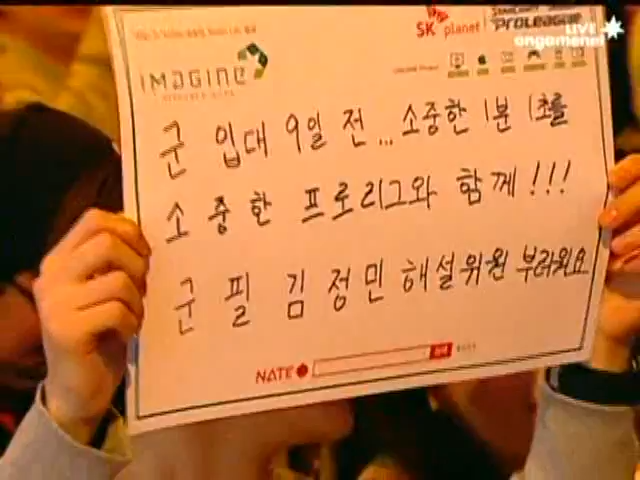 SK planet
PROLEAGUE
LIVE
ongamenet
IMAGINE
군 입대 9일 전... 소중한 1분 1초를
소중한 프로리그와 함께!!!
군필 김정민 해설위원 부러워요
NATE